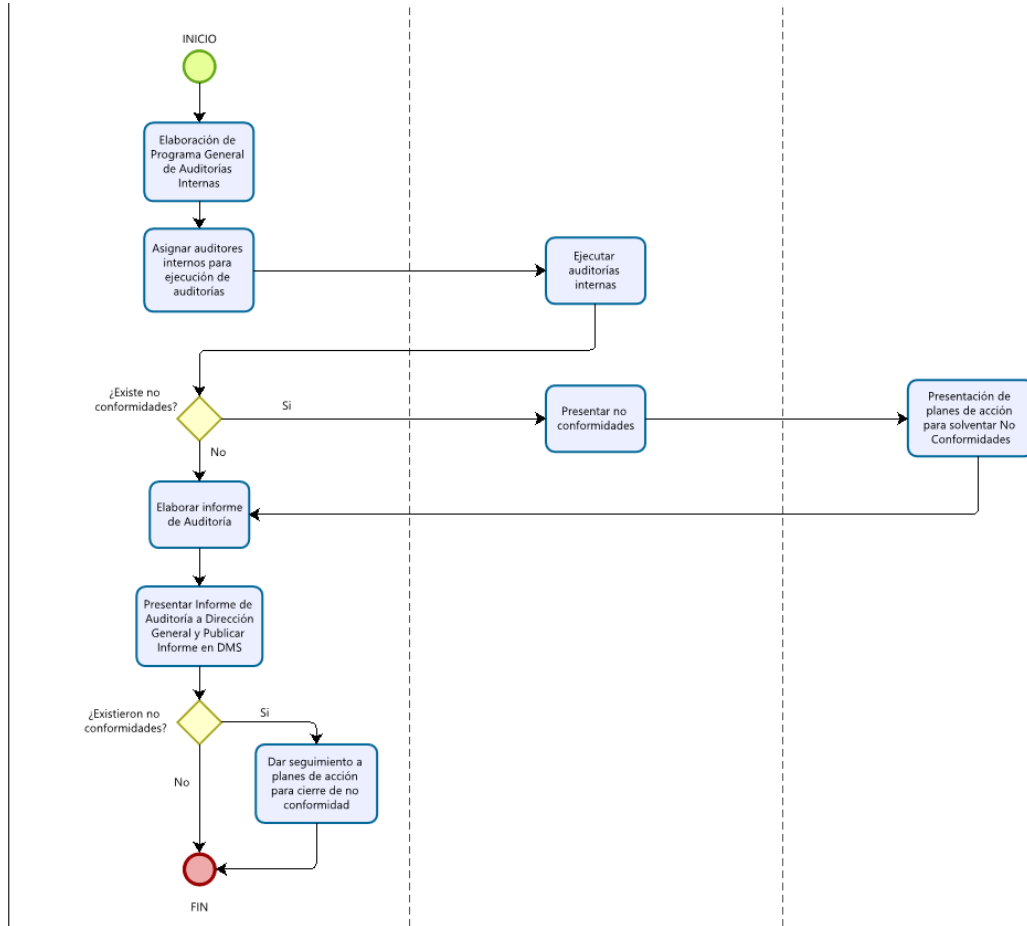 INICIO
Elaboración de
Programa General
de Auditorías
Internas
Asignar auditores
internos para
ejecución de
auditorías
Ejecutar
auditorías
internas
¿Existe no
conformidades?
Si
No
Presentar no
conformidades
Presentación de
planes de acción
para solventar No
Conformidades
Elaborar informe
de Auditoría
Presentar Informe de
Auditoría a Dirección
General y Publicar
Informe en DMS
¿Existieron no
conformidades?
Si
No
Dar seguimiento a
planes de acción
para cierre de no
conformidad
FIN